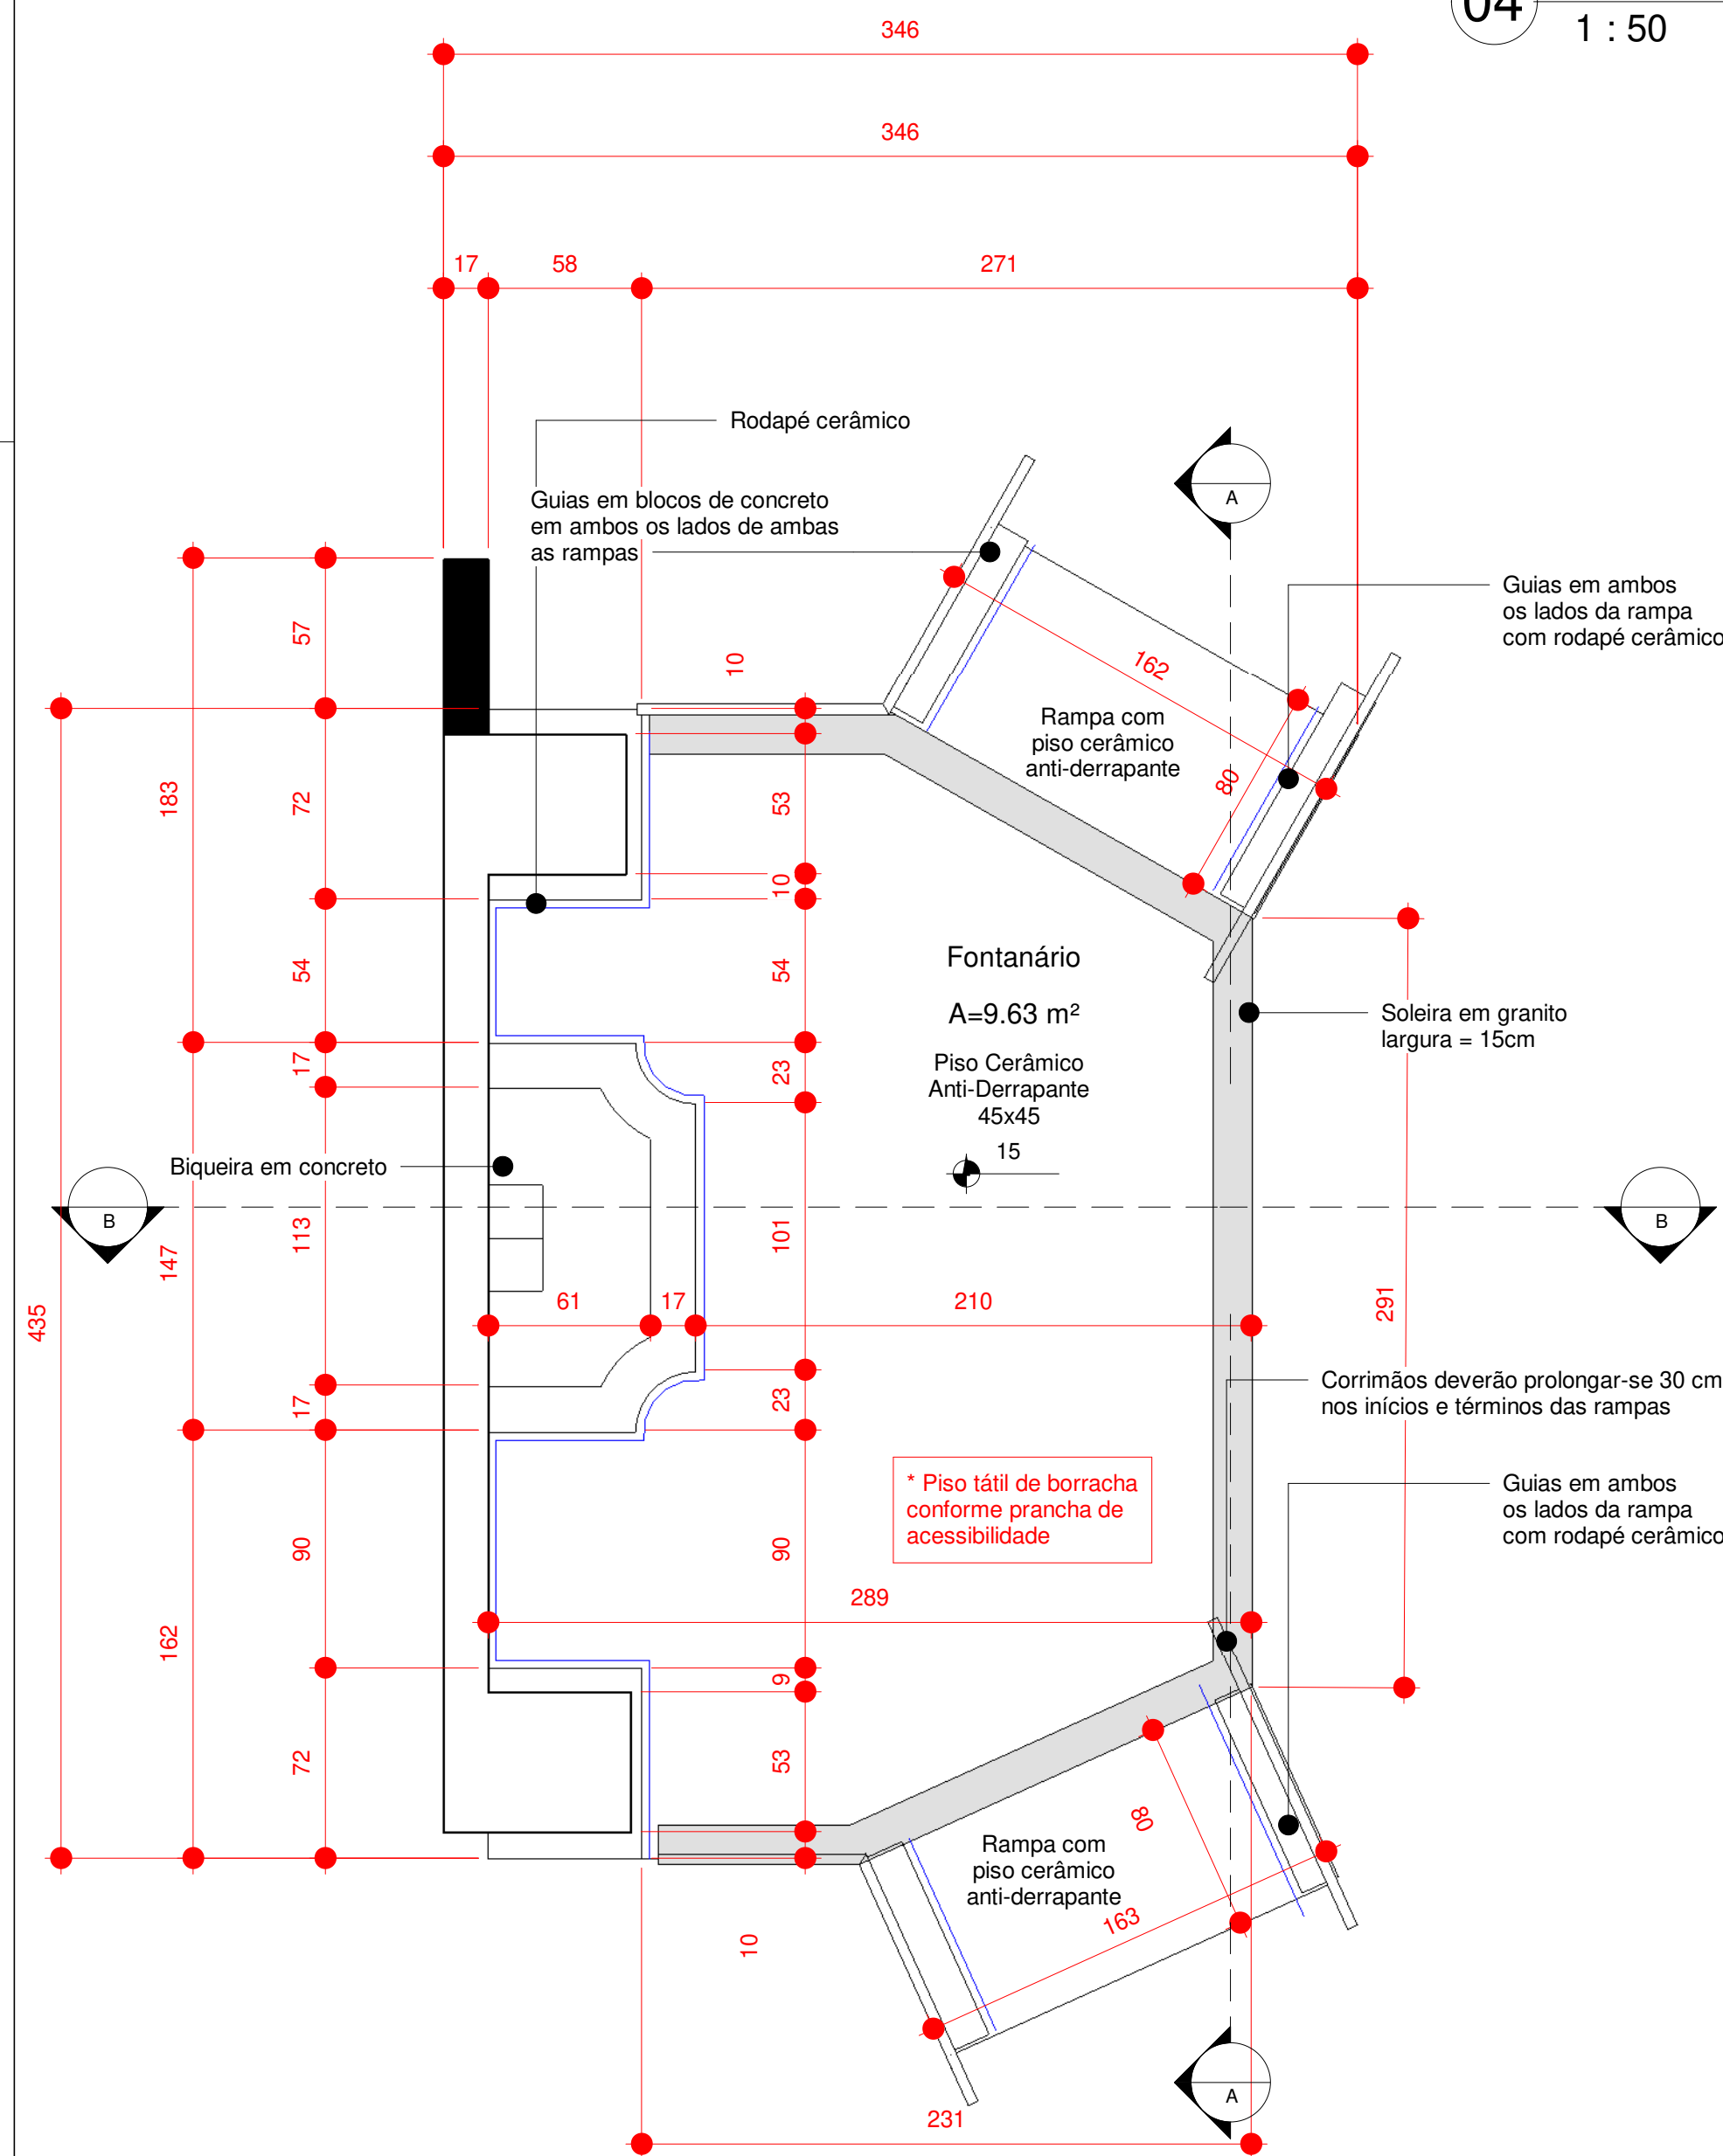 04
1 : 50
346
346
17
58
271
Rodapé cerâmico
Guias em blocos de concreto
em ambos os lados de ambas
as rampas
A
Guias em ambos
os lados da rampa
com rodapé cerâmico
57
10
162
Rampa com
piso cerâmico
anti-derrapante
80
183
72
53
10
54
54
Fontanário
A=9.63 m²
Piso Cerâmico
Anti-Derrapante
45x45
15
Soleira em granito
largura = 15cm
17
23
Biqueira em concreto
B
B
113
101
147
435
61
17
210
291
Corrimãos deverão prolongar-se 30 cm
nos inícios e términos das rampas
17
23
* Piso tátil de borracha
conforme prancha de
acessibilidade
Guias em ambos
os lados da rampa
com rodapé cerâmico
90
90
289
162
9
72
53
80
Rampa com
piso cerâmico
anti-derrapante
163
10
A
231